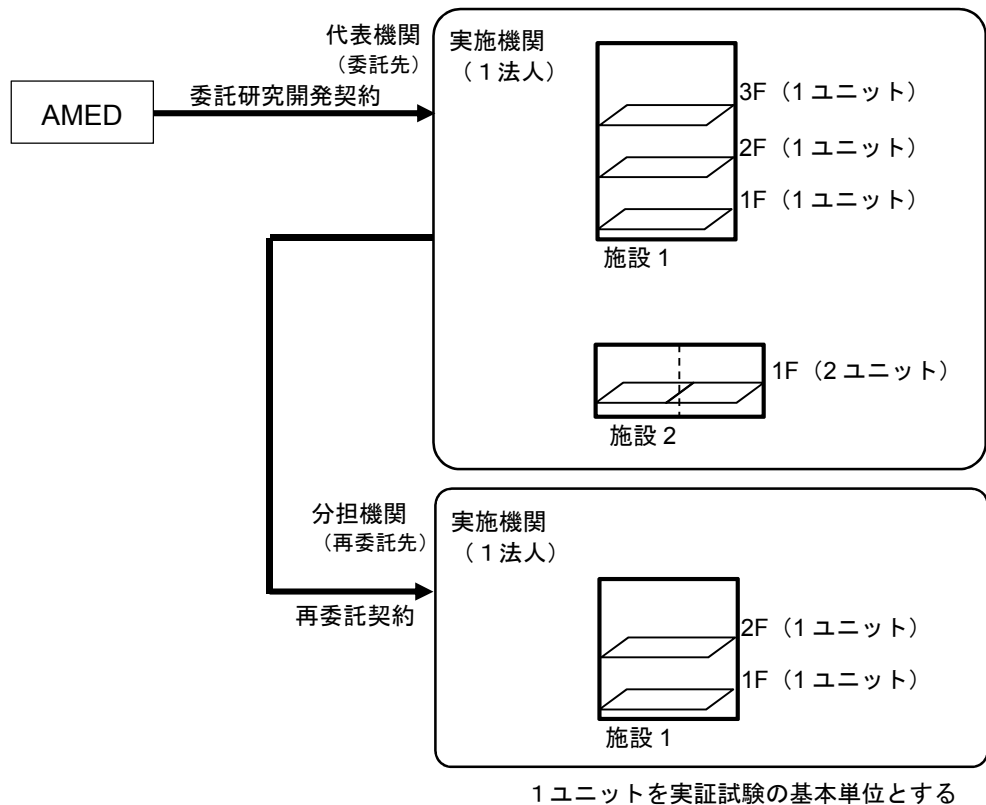 代表機関
(委託先)
AMED
委託研究開発契約
実施機関
(1法人)
3F(1ユニット)
2F(1ユニット)
1F(1ユニット)
施設 1
1F(2ユニット)
施設 2
分担機関
(再委託先)
再委託契約
実施機関
(1法人)
2F(1ユニット)
1F(1ユニット)
施設 1
1ユニットを実証試験の基本単位とする